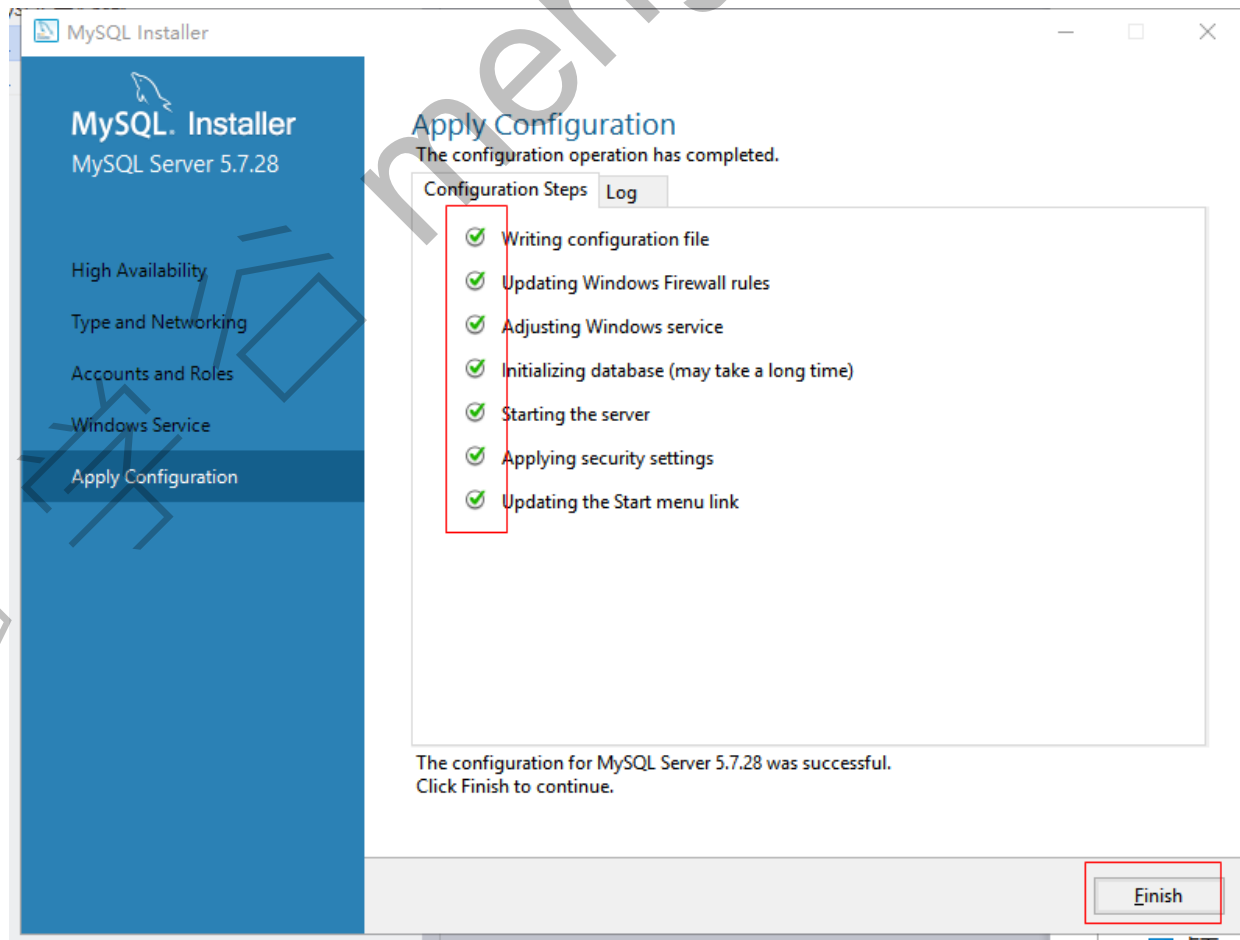 MySQL Installer
MySQL. Installer
MySQL Server 5.7.28
High Availability
Type and Networking
Accounts and Roles
Windows Service
Apply Configuration
Apply Configuration
The configuration operation has completed.
Configuration Steps Log
Writing configuration file
Updating Windows Firewall rules
Adjusting Windows service
Initializing database (may take a long time)
Starting the server
Applying security settings
Updating the Start menu link
The configuration for MySQL Server 5.7.28 was successful.
Click Finish to continue.
Finish